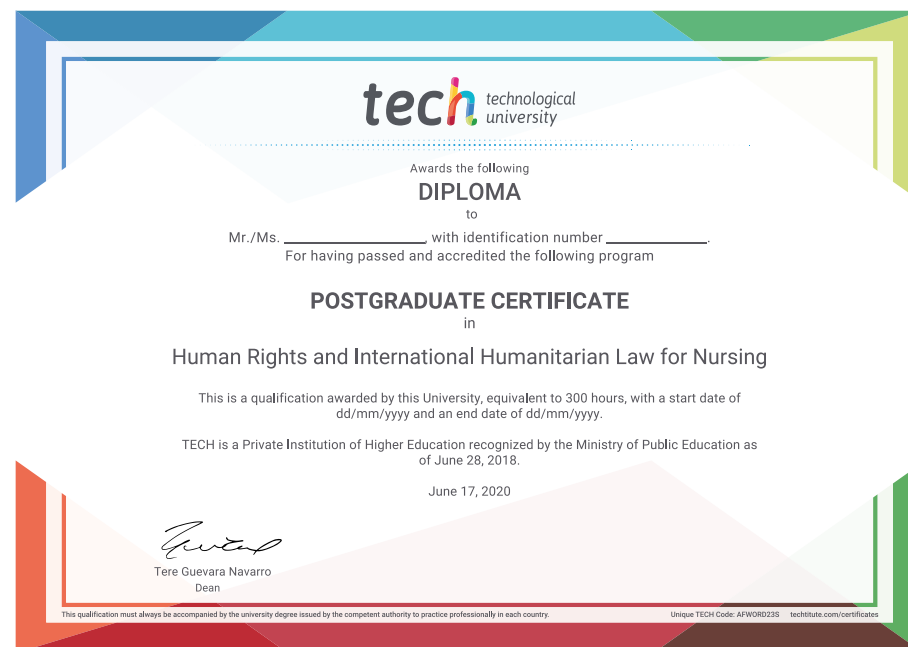 tech technological
university
Awards the following
DIPLOMA
to
Mr./Ms. ____________________, with identification number ______________.
For having passed and accredited the following program
POSTGRADUATE CERTIFICATE
in
Human Rights and International Humanitarian Law for Nursing
This is a qualification awarded by this University, equivalent to 300 hours, with a start date of
dd/mm/yyyy and an end date of dd/mm/yyyy.
TECH is a Private Institution of Higher Education recognized by the Ministry of Public Education as
of June 28, 2018.
June 17, 2020
Tere Guevara Navarro
Dean
This qualification must always be accompanied by the university degree issued by the competent authority to practice professionally in each country. Unique TECH Code: AFWORD23S techtitute.com/certificates